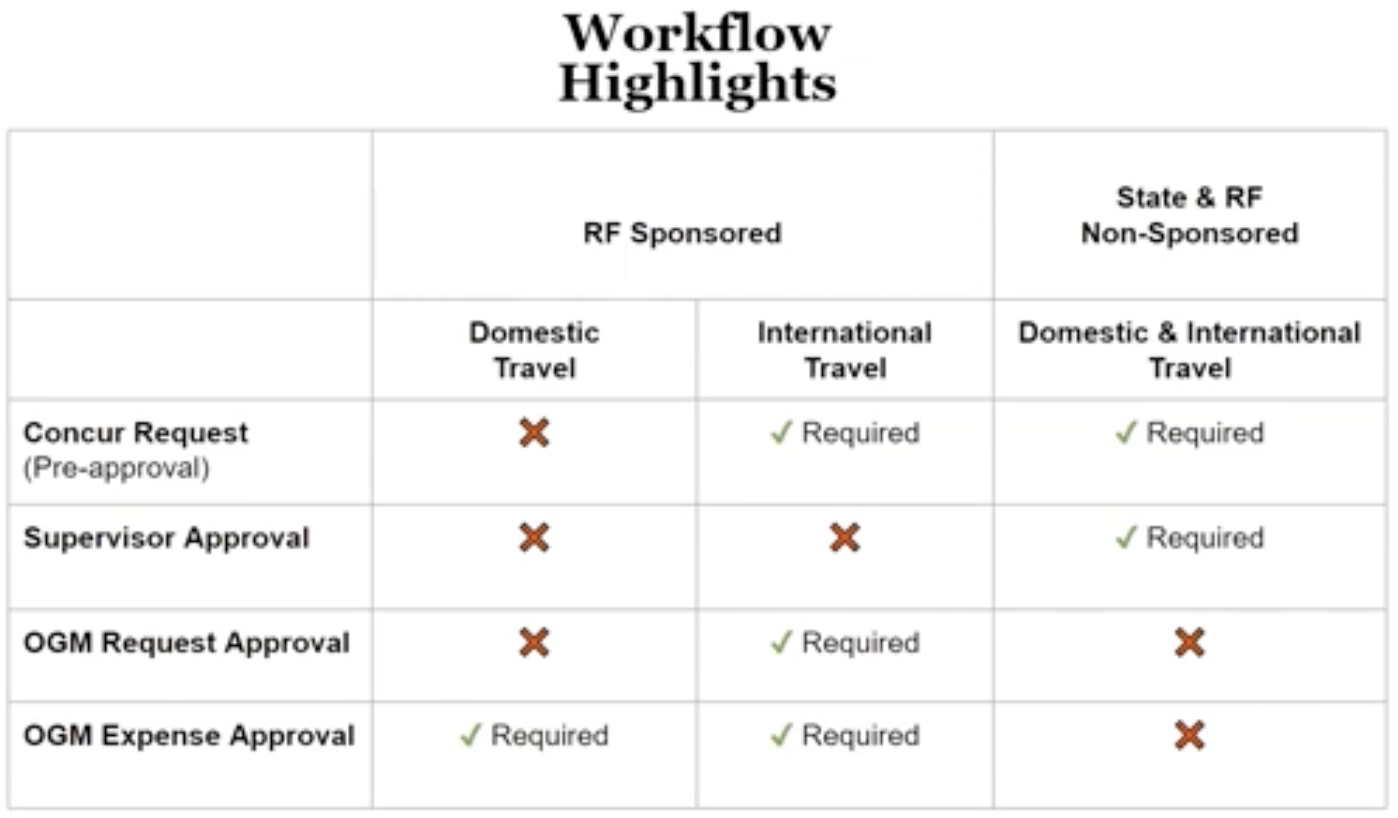 Workflow
Highlights
RF Sponsored
State & RF
Non-Sponsored
Domestic
Travel
International
Travel
Domestic & International
Travel
Concur Request
(Pre-approval)
✓ Required
✓ Required
Supervisor Approval
✓ Required
OGM Request Approval
✓ Required
OGM Expense Approval
✓ Required
✓ Required